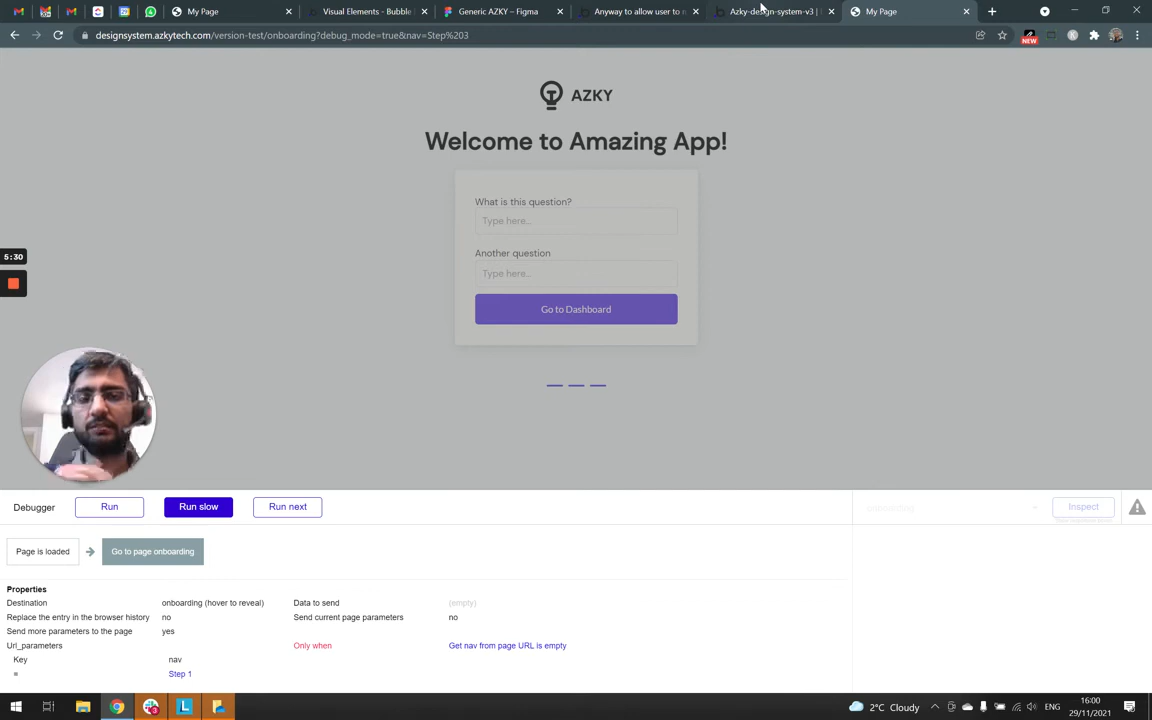 My Page
Visual Elements - Bubble
Generic AZKY – Figma
Anyway to allow user to n
Azky-design-system-v3 |
My Page
designsystem.azkytech.com/version-test/onboarding?debug_mode=true&nav=Step%203
NEW
AZKY
Welcome to Amazing App!
What is this question?
Type here...
Another question
Type here...
Go to Dashboard
5:30
Debugger
Run
Run slow
Run next
onboarding
Inspect
Page is loaded
Go to page onboarding
Properties
Destination
onboarding (hover to reveal)
Data to send
(empty)
Replace the entry in the browser history
no
Send current page parameters
no
Send more parameters to the page
yes
Url_parameters
Only when
Get nav from page URL is empty
Key
nav
=
Step 1
2°C Cloudy
ENG
16:00
29/11/2021